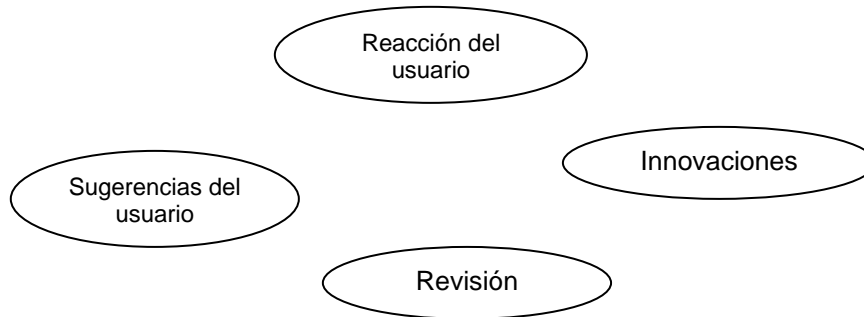 Reacción del
usuario
Innovaciones
Sugerencias del
usuario
Revisión